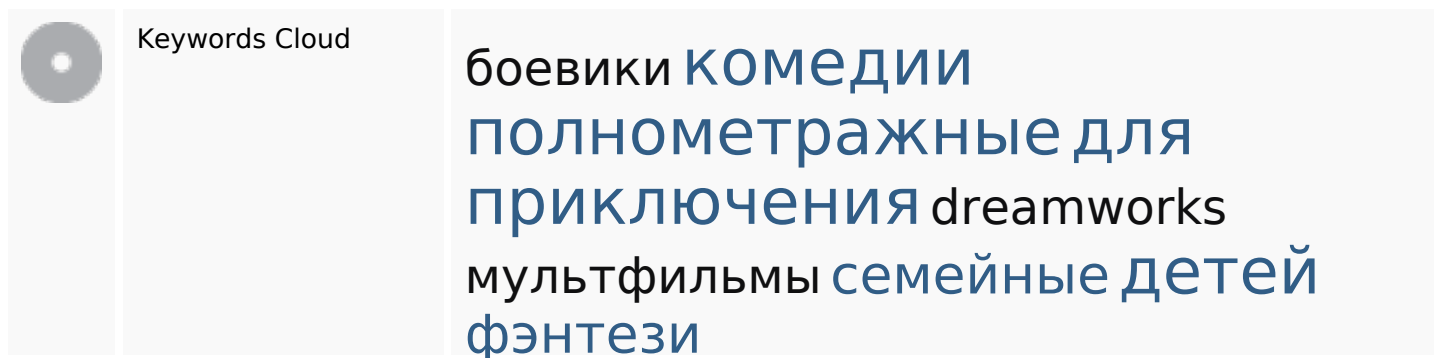 Keywords Cloud
боевики комедии
полнометражные для
приключения dreamworks
мультфильмы семейные детей
фэнтези